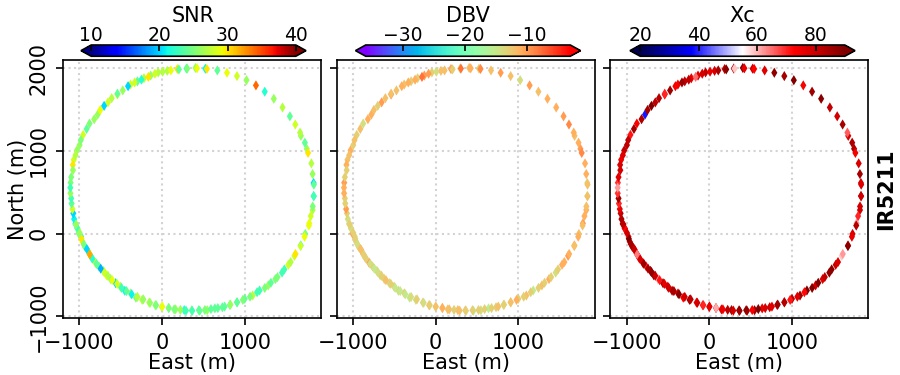 SNR DBV Xc
10 20 30 40 −30 −20 −10 20 40 60 80
2000
1000
0
−1000
North (m)
−1000 0 1000 −1000 0 1000 −1000 0 1000
East (m) East (m) East (m)
IR5211